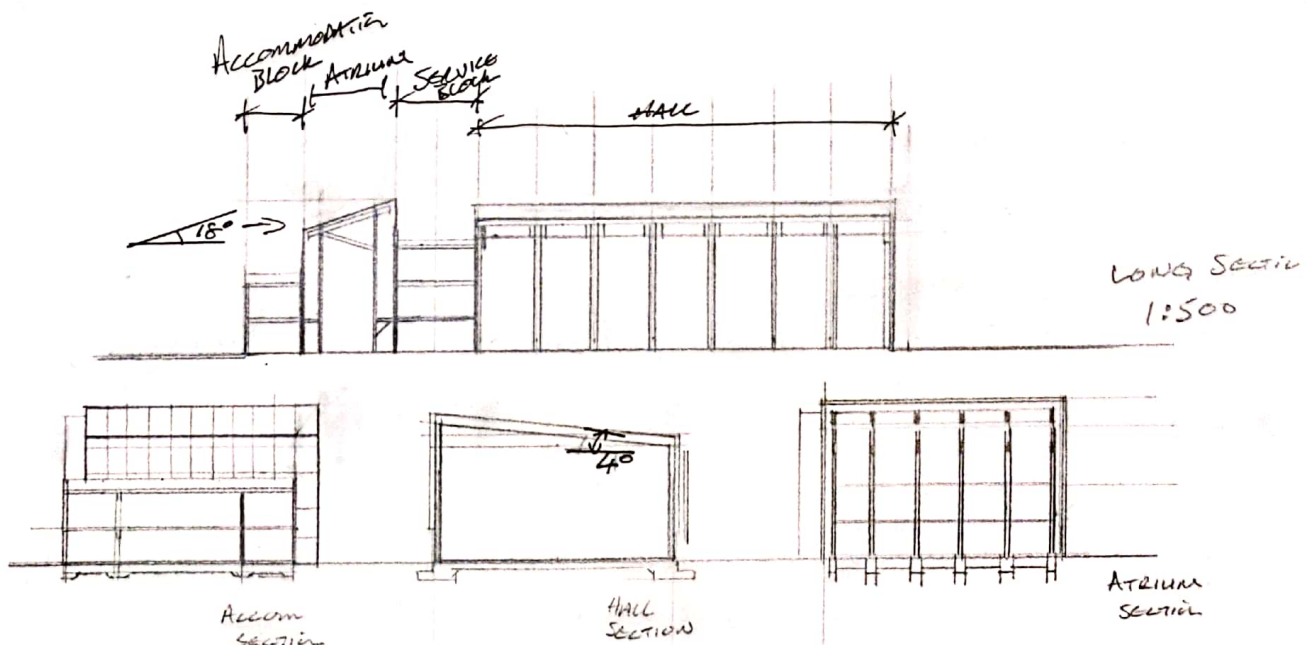 ACCOMMODATION
BLOCK
ATRIUM
SERVICE
BLOCK
HALL
18°
LONG SECTION
1:500
4°
ACCOM
SECTION
HALL
SECTION
ATRIUM
SECTION